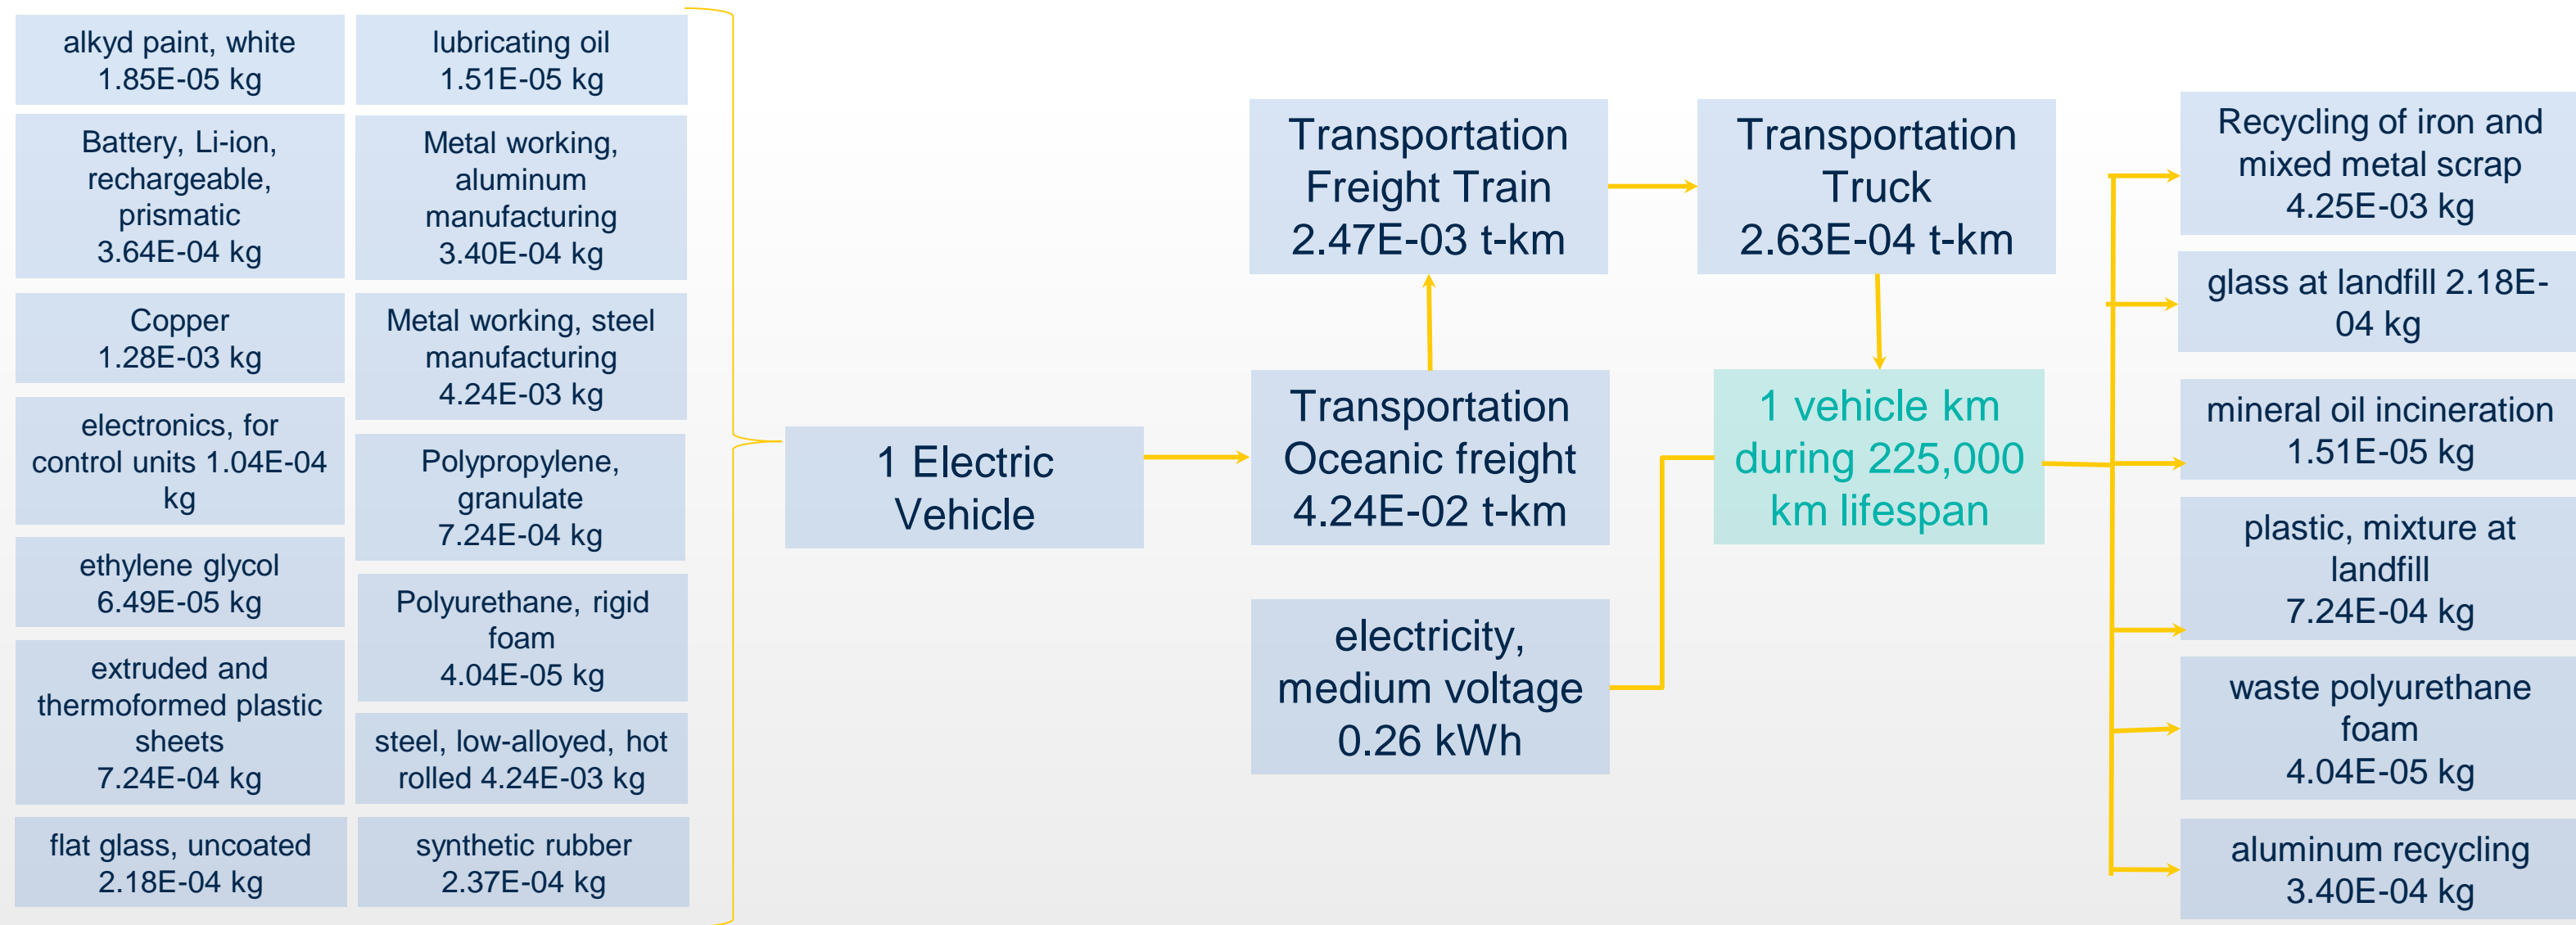 alkyd paint, white
1.85E-05 kg
Battery, Li-ion,
rechargeable,
prismatic
3.64E-04 kg
Copper
1.28E-03 kg
electronics, for
control units 1.04E-04
kg
ethylene glycol
6.49E-05 kg
extruded and
thermoformed plastic
sheets
7.24E-04 kg
flat glass, uncoated
2.18E-04 kg
lubricating oil
1.51E-05 kg
Metal working,
aluminum
manufacturing
3.40E-04 kg
Metal working, steel
manufacturing
4.24E-03 kg
Polypropylene,
granulate
7.24E-04 kg
Polyurethane, rigid
foam
4.04E-05 kg
steel, low-alloyed, hot
rolled 4.24E-03 kg
synthetic rubber
2.37E-04 kg
1 Electric
Vehicle
Transportation
Oceanic freight
4.24E-02 t-km
Transportation
Freight Train
2.47E-03 t-km
Transportation
Truck
2.63E-04 t-km
electricity,
medium voltage
0.26 kWh
1 vehicle km
during 225,000
km lifespan
Recycling of iron and
mixed metal scrap
4.25E-03 kg
glass at landfill 2.18E-
04 kg
mineral oil incineration
1.51E-05 kg
plastic, mixture at
landfill
7.24E-04 kg
waste polyurethane
foam
4.04E-05 kg
aluminum recycling
3.40E-04 kg